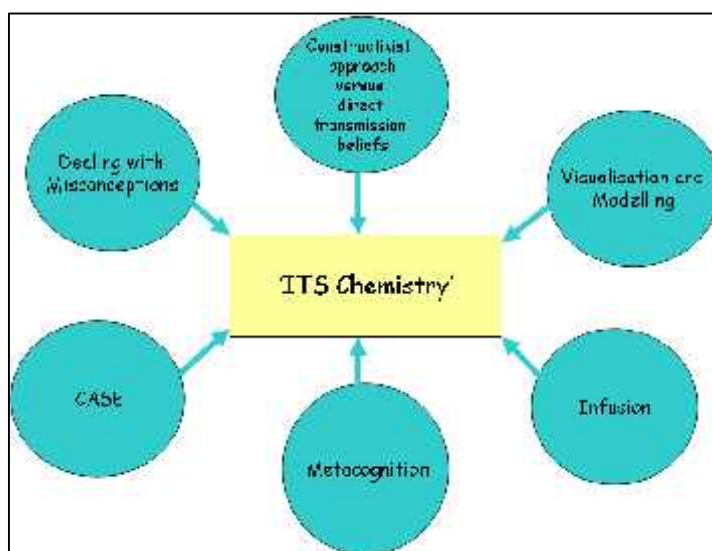 Constructivist
approach
versus
direct
transmission
beliefs
Dealing with
Misconceptions
Visualisation and
Modelling
'ITS Chemistry'
CASE
Metacognition
Infusion